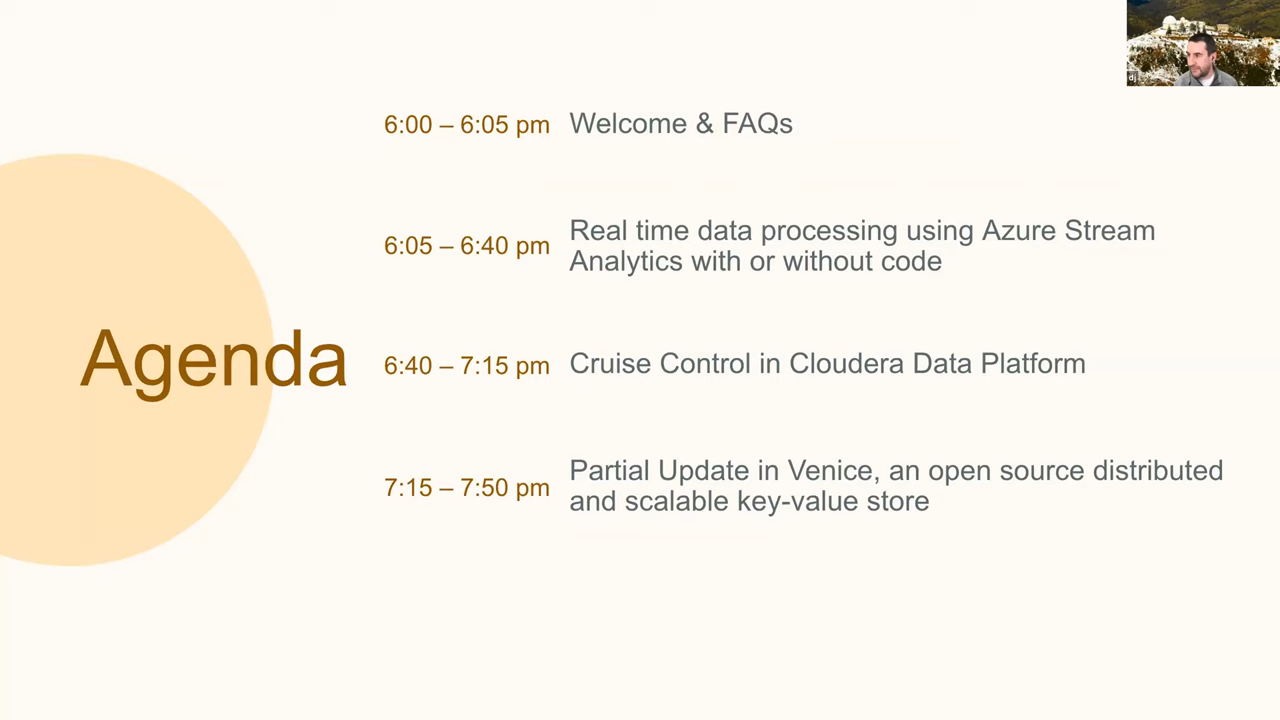 6:00 – 6:05 pm Welcome & FAQs
6:05 – 6:40 pm Real time data processing using Azure Stream
Analytics with or without code
Agenda
6:40 – 7:15 pm Cruise Control in Cloudera Data Platform
7:15 – 7:50 pm Partial Update in Venice, an open source distributed
and scalable key-value store
dj